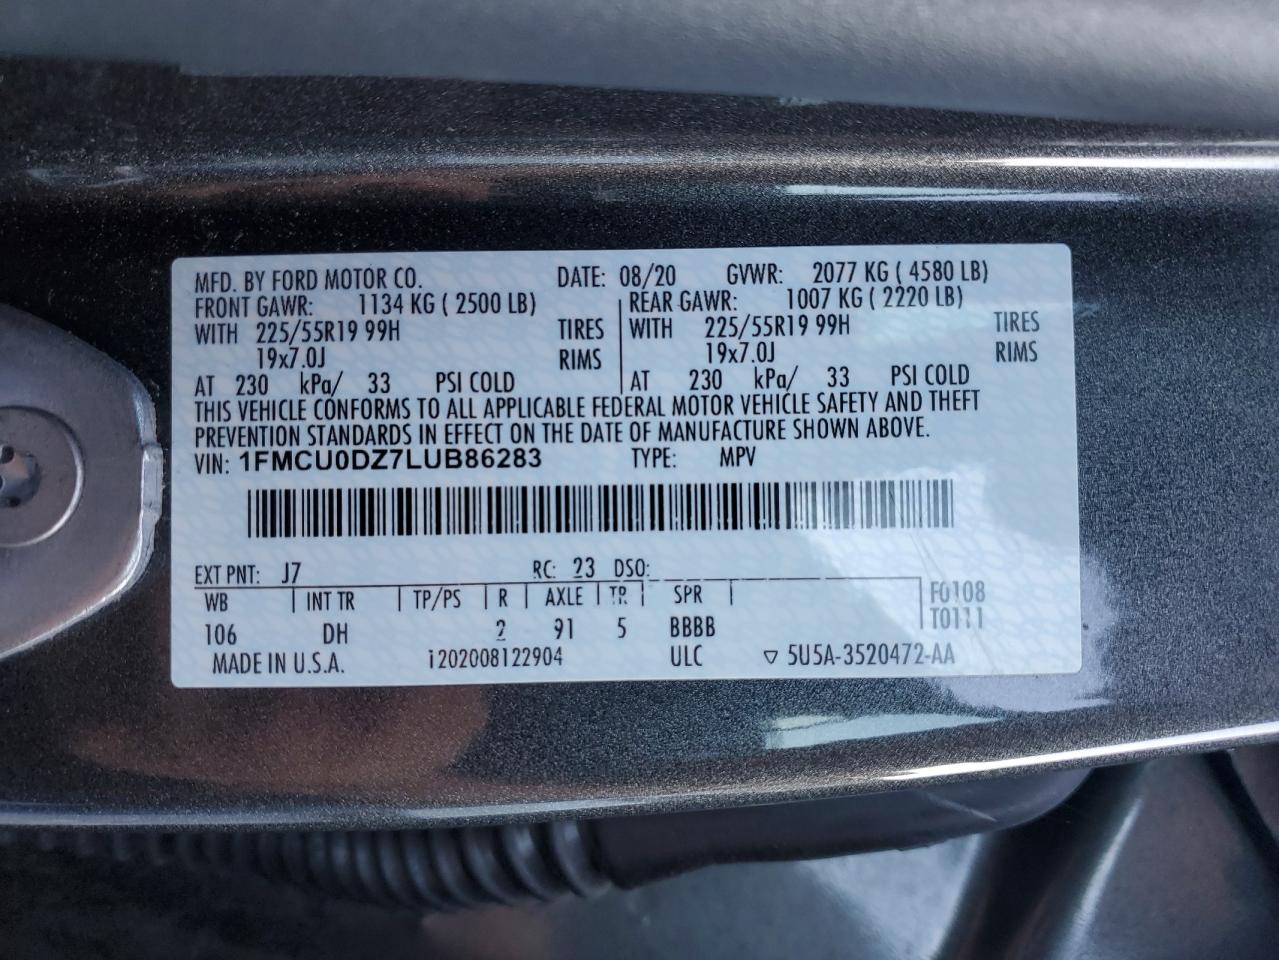 MFD. BY FORD MOTOR CO. DATE: 08/20 GVWR: 2077 KG ( 4580 LB)
FRONT GAWR: 1134 KG ( 2500 LB) REAR GAWR: 1007 KG ( 2220 LB)
WITH 225/55R19 99H TIRES WITH 225/55R19 99H TIRES
19x7.0J RIMS 19x7.0J RIMS
AT 230 kPa/ 33 PSI COLD AT 230 kPa/ 33 PSI COLD
THIS VEHICLE CONFORMS TO ALL APPLICABLE FEDERAL MOTOR VEHICLE SAFETY AND THEFT
PREVENTION STANDARDS IN EFFECT ON THE DATE OF MANUFACTURE SHOWN ABOVE.
VIN: 1FMCU0DZ7LUB86283 TYPE: MPV
EXT PNT: J7 RC: 23 DSO:
WB INT TR TP/PS R AXLE TR SPR F0108
T0111
106 DH 2 91 5 BBBB
MADE IN U.S.A. i202008122904 ULC ▽ 5U5A-3520472-AA